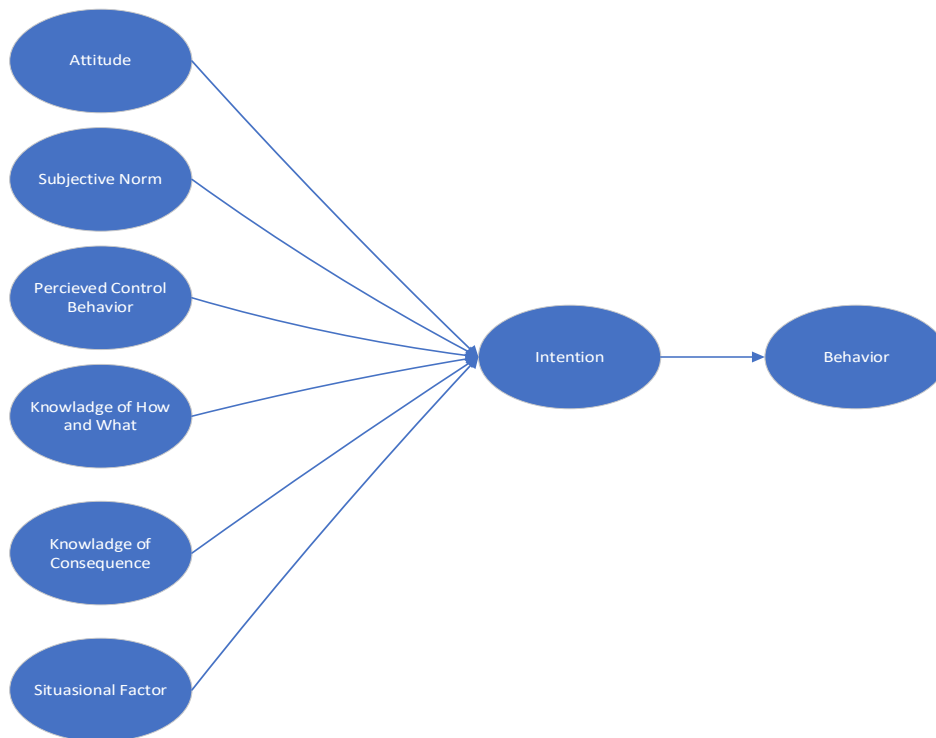 Attitude
Subjective Norm
Percieved Control
Behavior
Knowladge of How
and What
Knowladge of
Consequence
Situasional Factor
Intention
Behavior